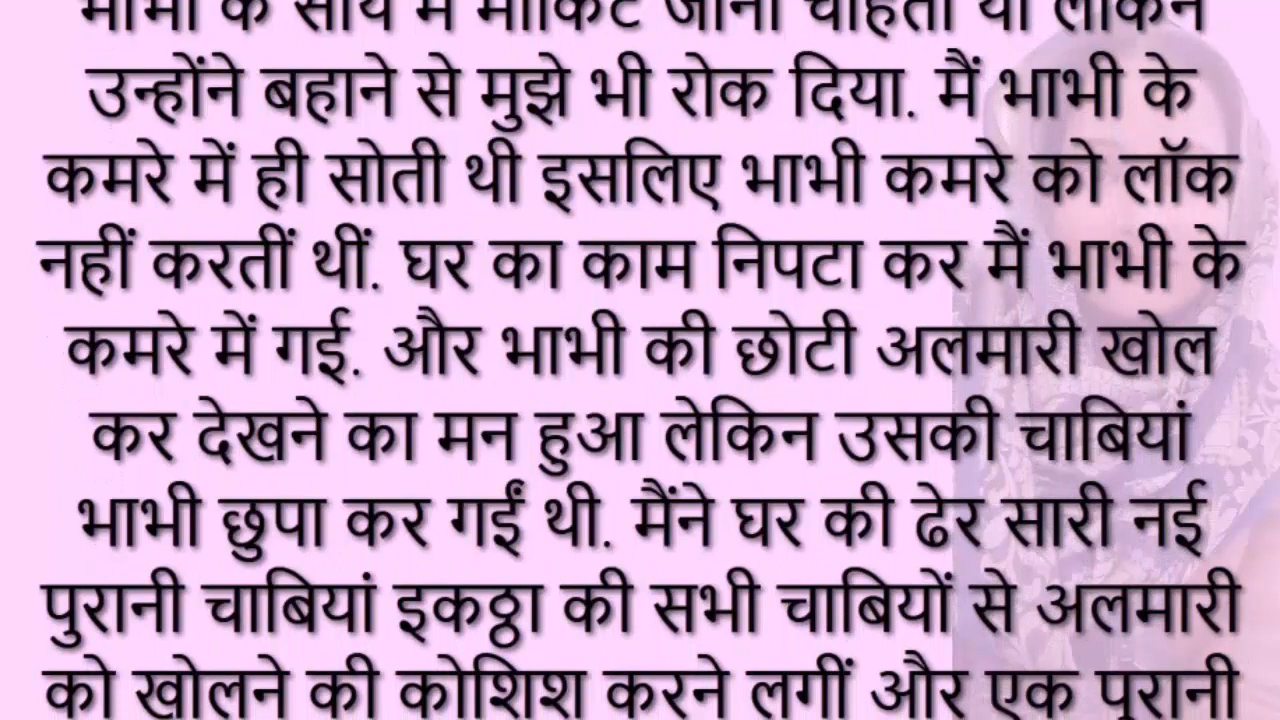 भाभी के साथ में मार्किट जाना चाहती थी लेकिन
उन्होंने बहाने से मुझे भी रोक दिया. मैं भाभी के
कमरे में ही सोती थी इसलिए भाभी कमरे को लॉक
नहीं करतीं थीं. घर का काम निपटा कर मैं भाभी के
कमरे में गई. और भाभी की छोटी अलमारी खोल
कर देखने का मन हुआ लेकिन उसकी चाबियां
भाभी छुपा कर गईं थी. मैंने घर की ढेर सारी नई
पुरानी चाबियां इकठ्ठा की सभी चाबियों से अलमारी
को खोलने की कोशिश करने लगीं और एक पुरानी